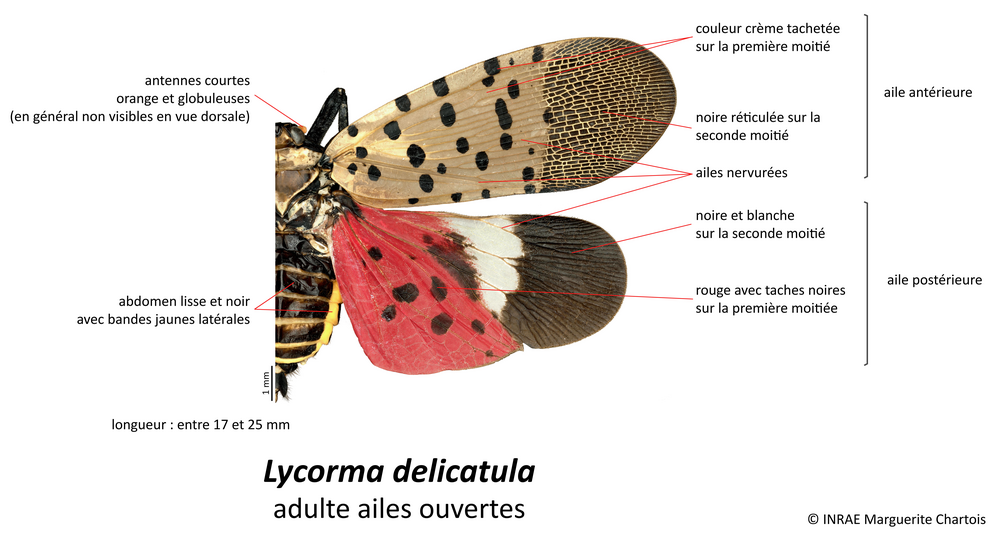 couleur crème tachetée
sur la première moitié
antennes courtes
orange et globuleuses
(en général non visibles en vue dorsale)
aile antérieure
noire réticulée sur la
seconde moitié
ailes nervurées
noire et blanche
sur la seconde moitié
aile postérieure
rouge avec taches noires
sur la première moitiée
abdomen lisse et noir
avec bandes jaunes latérales
1 mm
longueur : entre 17 et 25 mm
Lycorma delicatula
adulte ailes ouvertes
© INRAE Marguerite Chartois